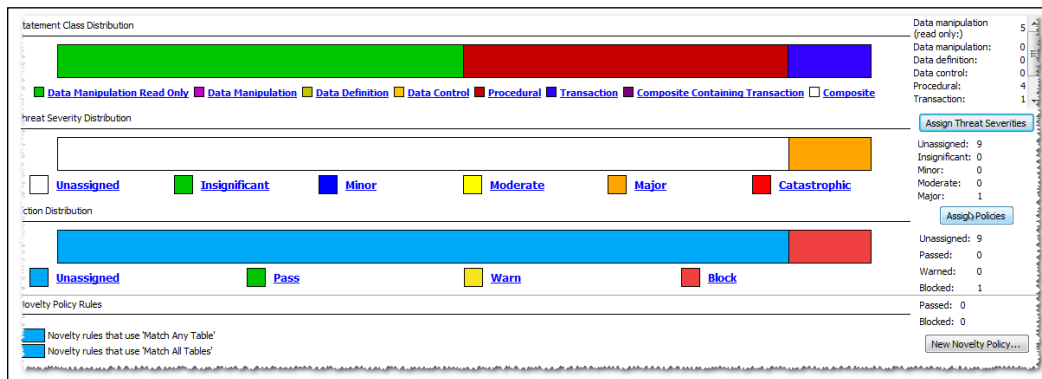 tatement Class Distribution
Data Manipulation Read Only Data Manipulation Data Definition Data Control Procedural Transaction Composite Containing Transaction Composite
hreat Severity Distribution
Unassigned Insignificant Minor Moderate Major Catastrophic
ction Distribution
Unassigned Pass Warn Block
lovelty Policy Rules
Novelty rules that use 'Match Any Table'
Novelty rules that use 'Match All Tables'
Data manipulation 5
(read only:)
Data manipulation: 0
Data definition: 0
Data control: 0
Procedural: 4
Transaction: 1
Assign Threat Severities
Unassigned: 9
Insignificant: 0
Minor: 0
Moderate: 0
Major: 1
Assign Policies
Unassigned: 9
Passed: 0
Warned: 0
Blocked: 1
Passed: 0
Blocked: 0
New Novelty Policy...